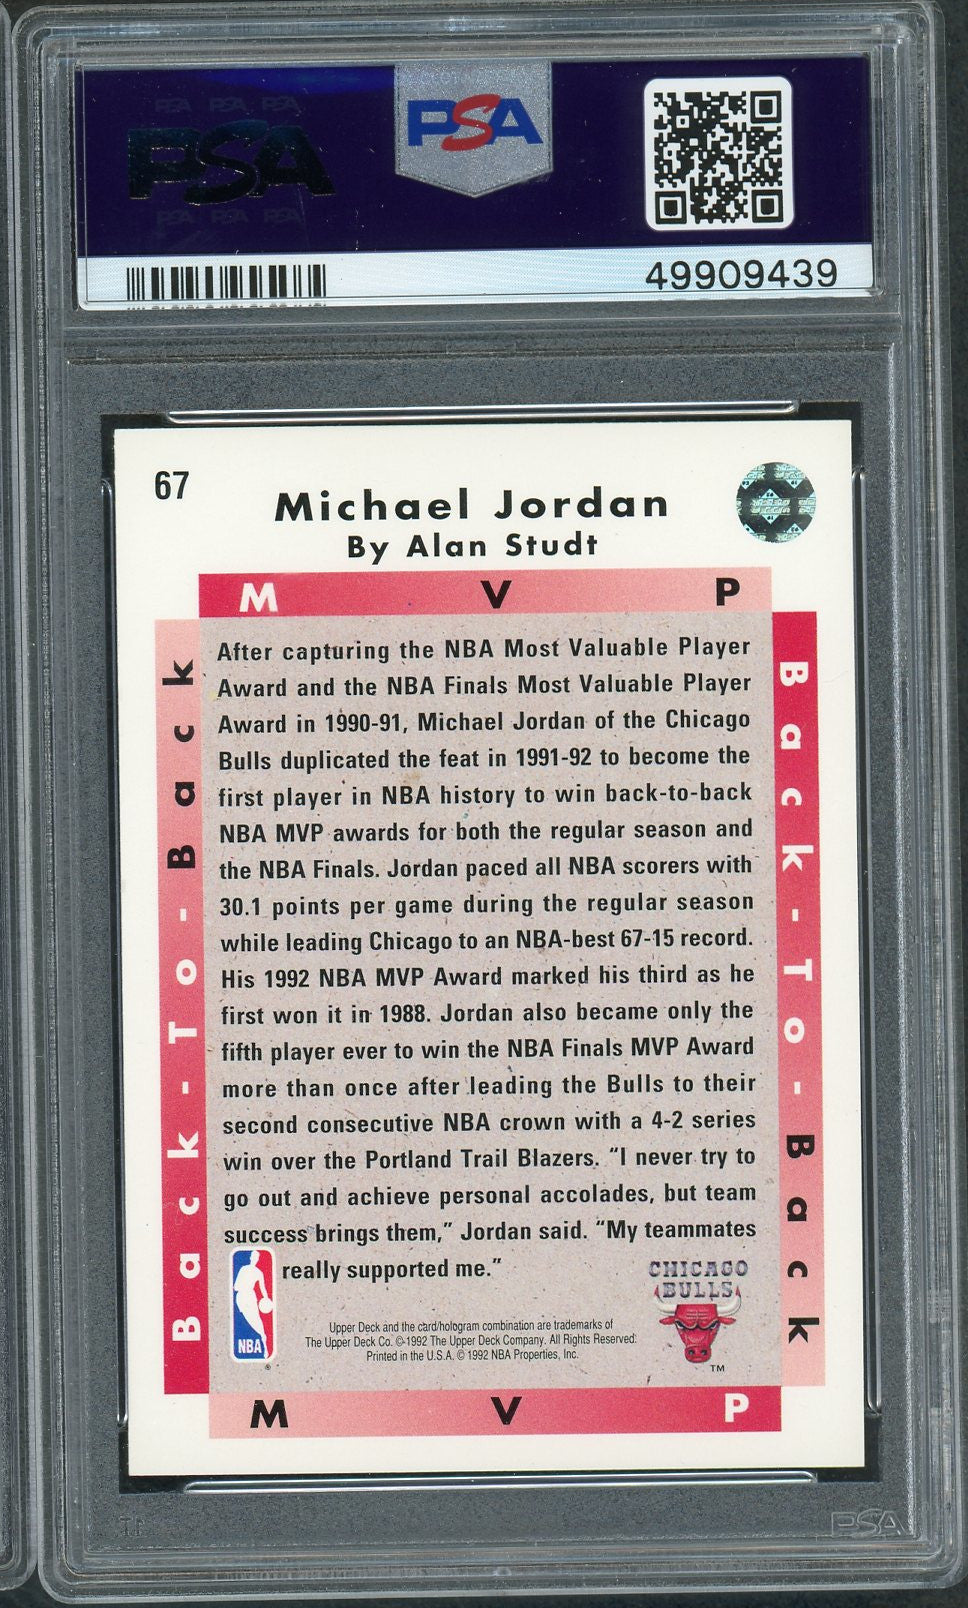 PSA PSA PSA
PSA
PSA PSA PSA
PSA
49909439
67
Michael Jordan
By Alan Studt
M V P
Back-To-Back
Back-To-Back
After capturing the NBA Most Valuable Player
Award and the NBA Finals Most Valuable Player
Award in 1990-91, Michael Jordan of the Chicago
Bulls duplicated the feat in 1991-92 to become the
first player in NBA history to win back-to-back
NBA MVP awards for both the regular season and
the NBA Finals. Jordan paced all NBA scorers with
30.1 points per game during the regular season
while leading Chicago to an NBA-best 67-15 record.
His 1992 NBA MVP Award marked his third as he
first won it in 1988. Jordan also became only the
fifth player ever to win the NBA Finals MVP Award
more than once after leading the Bulls to their
second consecutive NBA crown with a 4-2 series
win over the Portland Trail Blazers. “I never try to
go out and achieve personal accolades, but team
success brings them,” Jordan said. “My teammates
really supported me.”
CHICAGO
BULLS
TM
NBA
®
Upper Deck and the card/hologram combination are trademarks of
The Upper Deck Co. © 1992 The Upper Deck Company. All Rights Reserved.
Printed in the U.S.A. © 1992 NBA Properties, Inc.
M V P
PSA